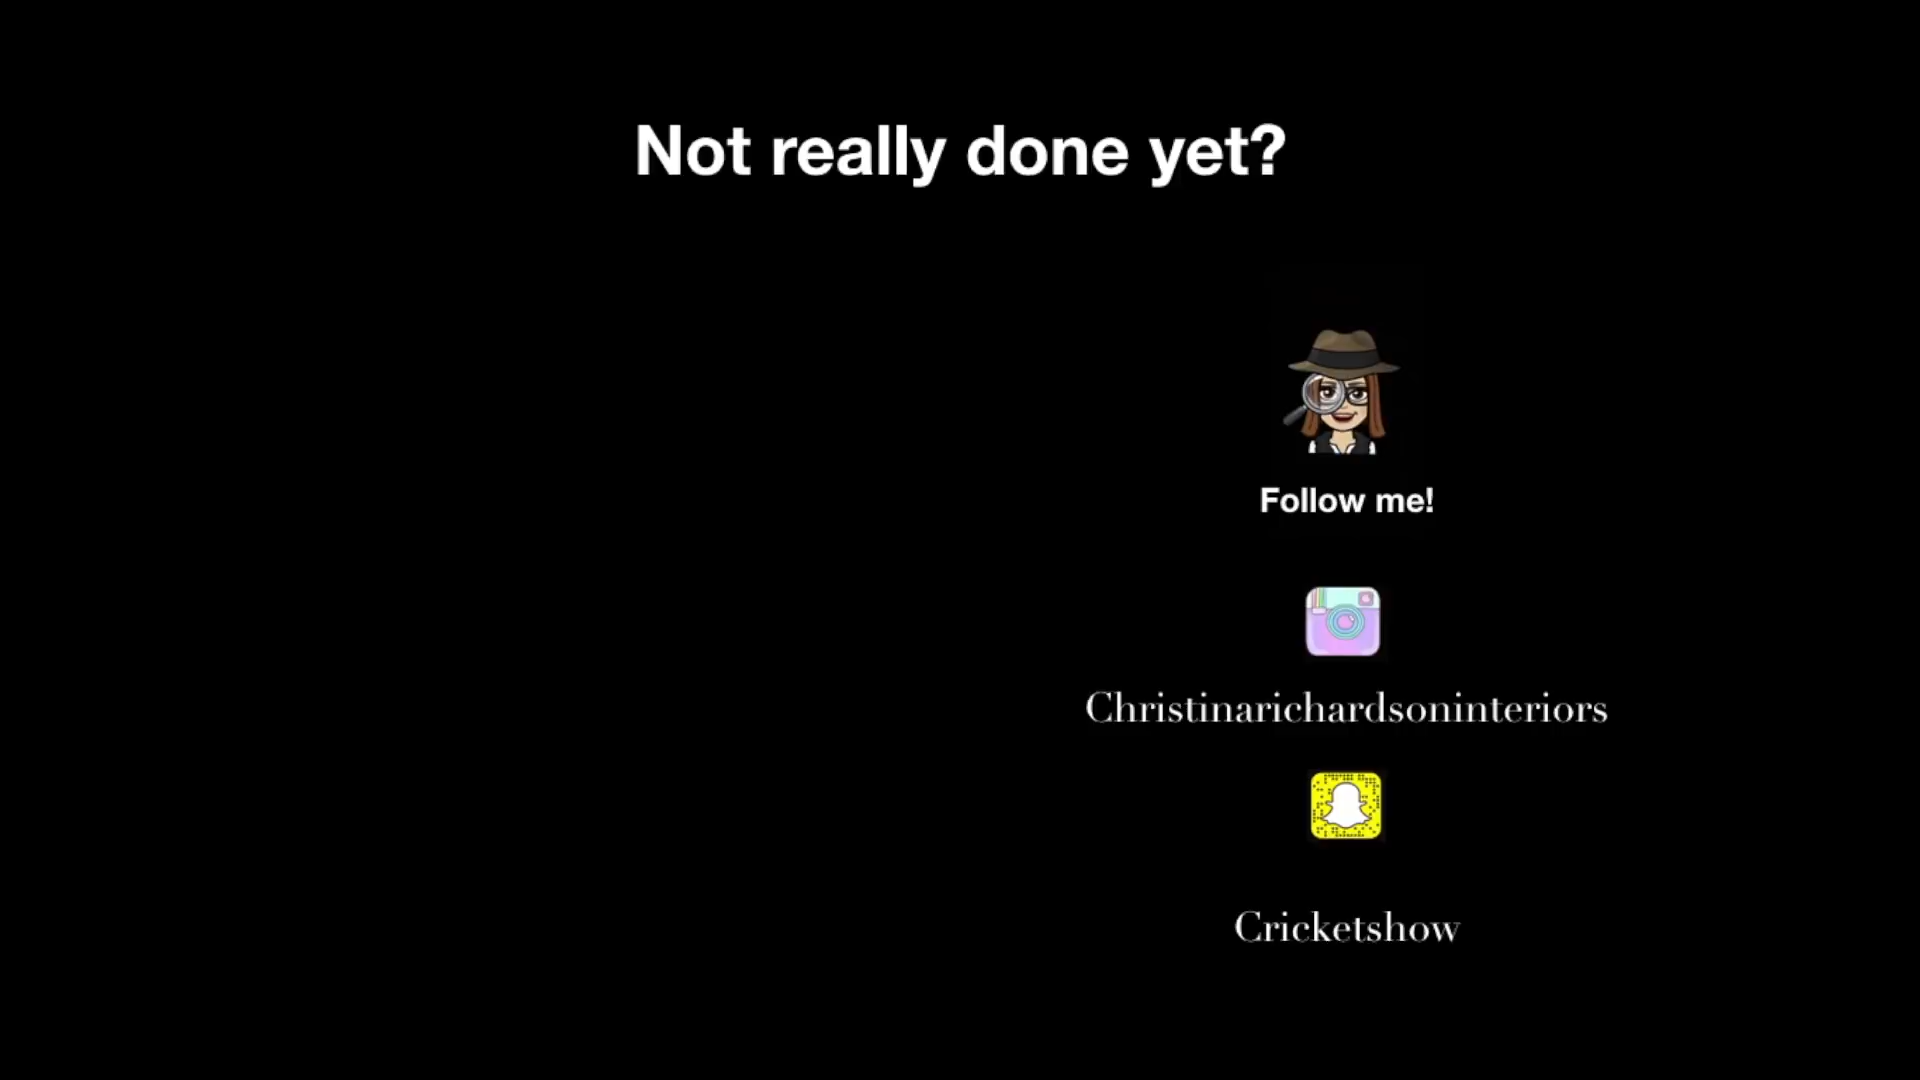 Not really done yet?
Follow me!
Christinarichardsoninteriors
Cricketshow